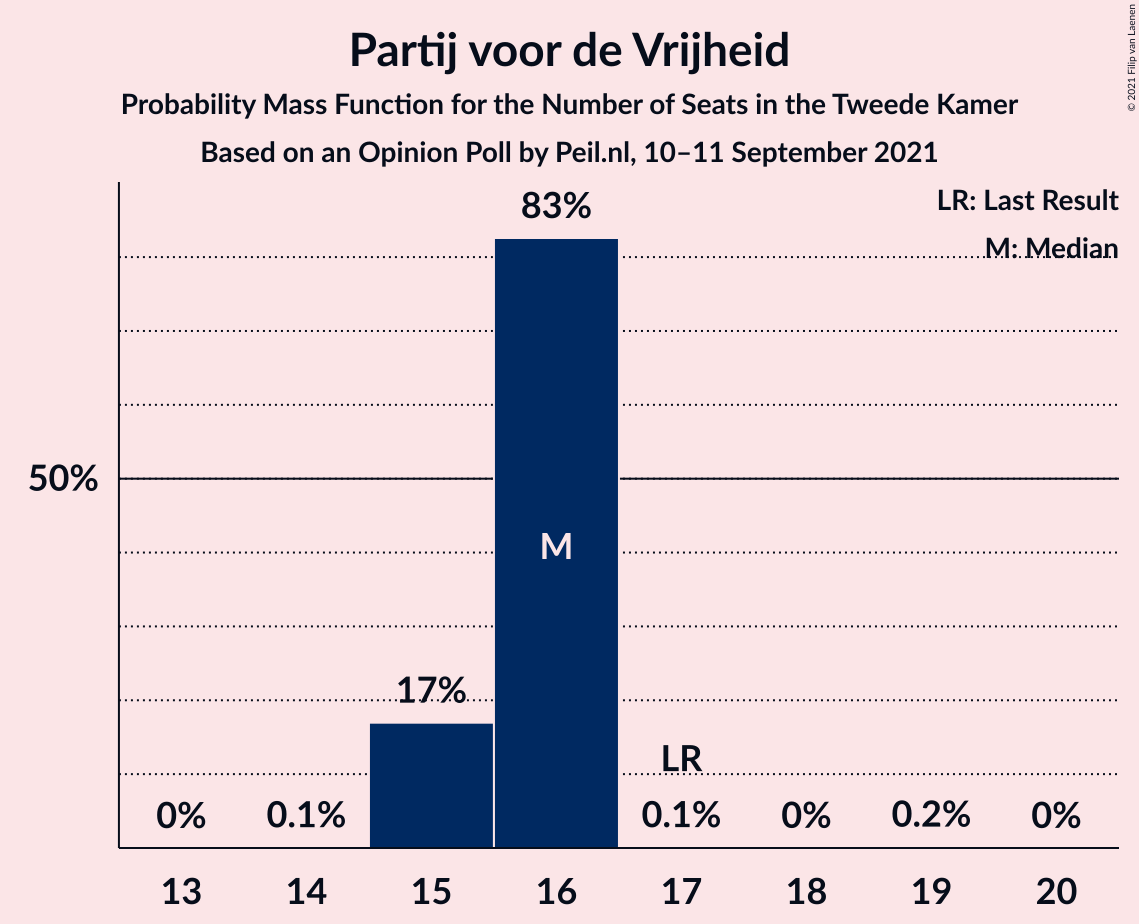 Partij voor de Vrijheid
Probability Mass Function for the Number of Seats in the Tweede Kamer
Based on an Opinion Poll by Peil.nl, 10–11 September 2021
© 2021 Filip van Laenen
LR: Last Result
M: Median
83%
50%
M
17%
LR
0% 0.1% 0.1% 0% 0.2% 0%
13 14 15 16 17 18 19 20